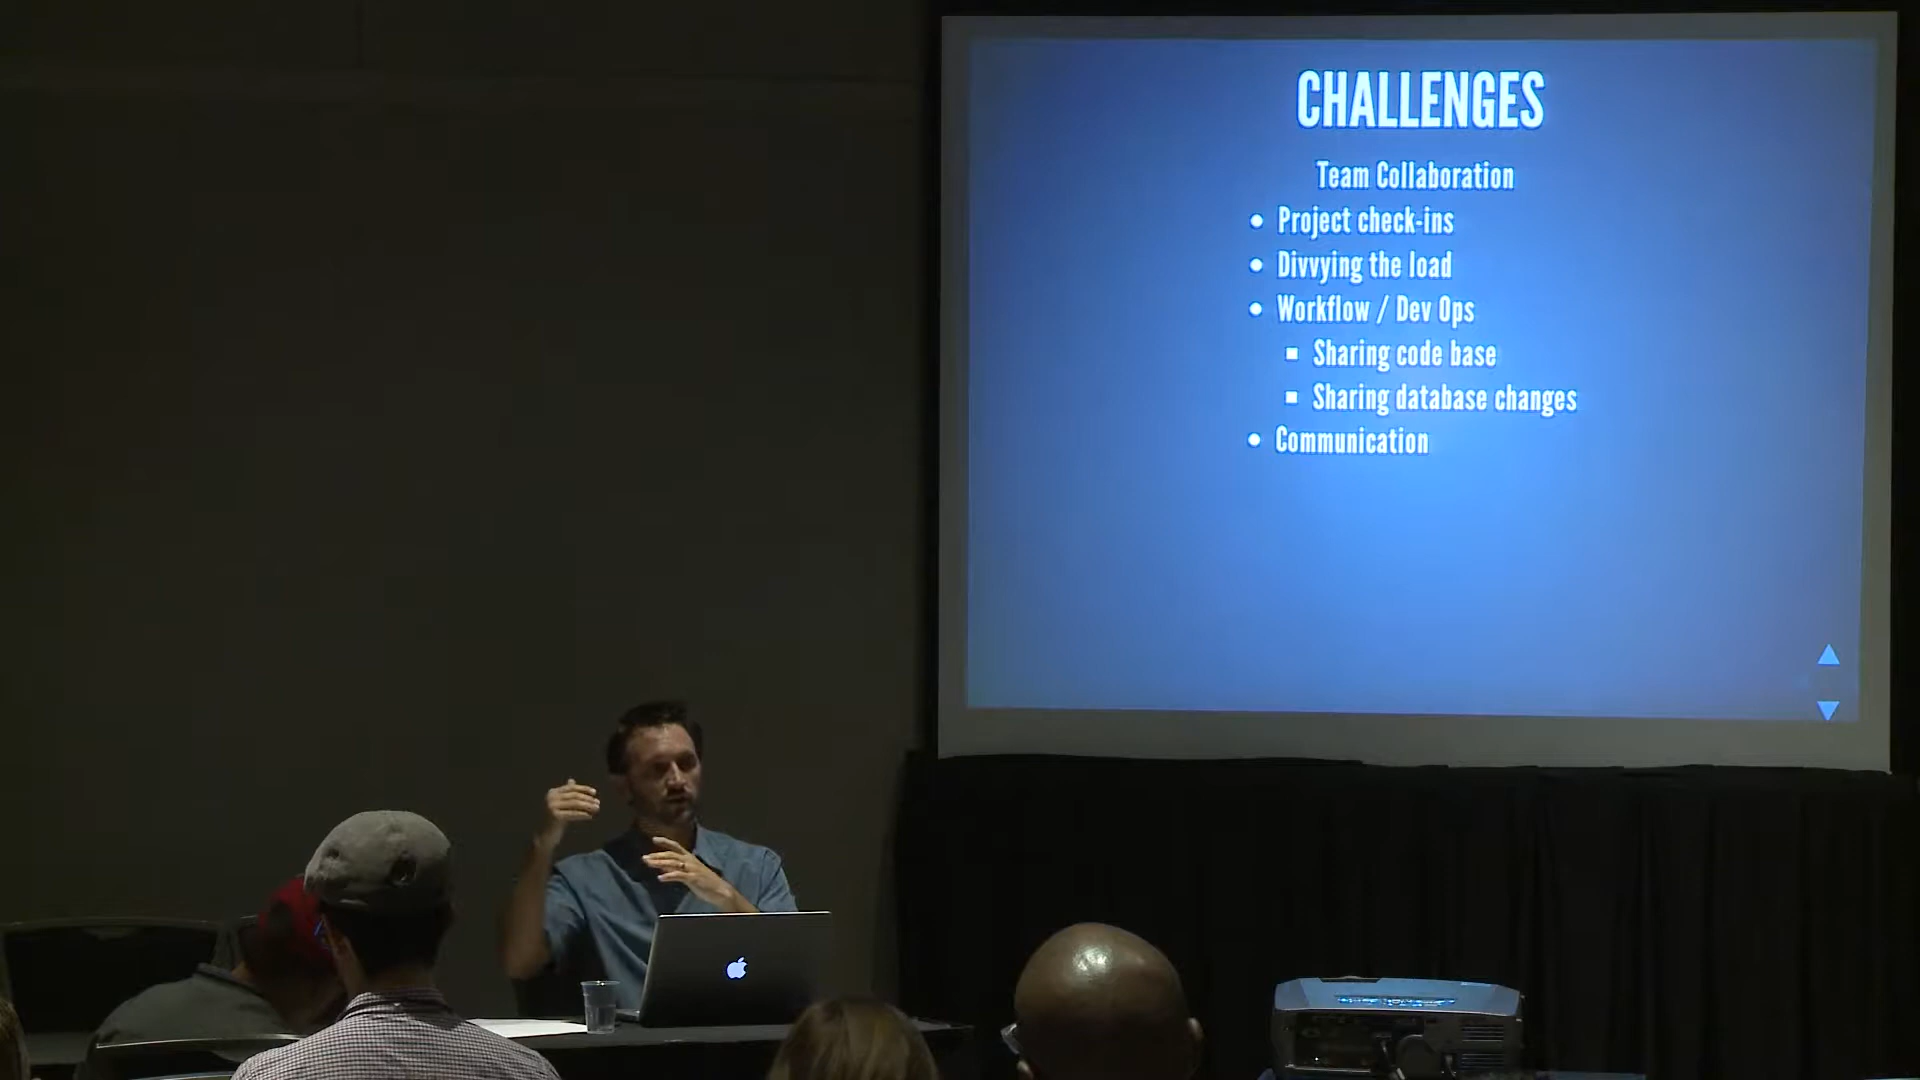 CHALLENGES
Team Collaboration
• Project check-ins
• Divvying the load
• Workflow / Dev Ops
▪ Sharing code base
▪ Sharing database changes
• Communication